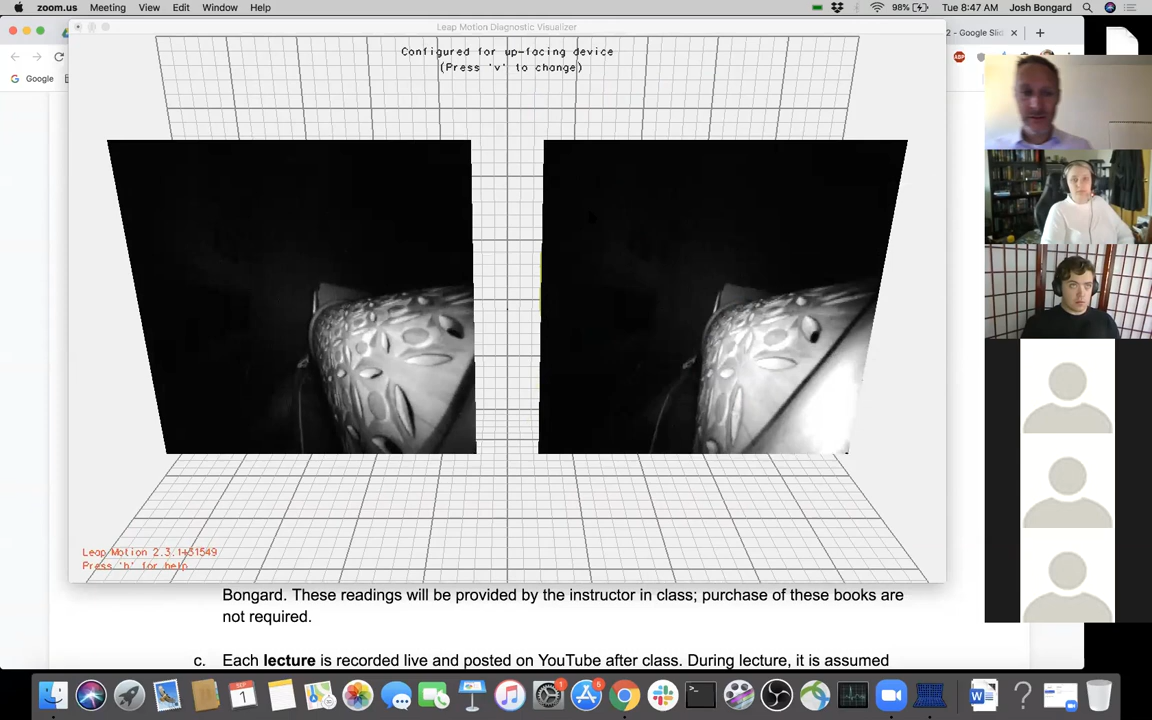 zoom.us Meeting View Edit Window Help 98% Tue 8:47 AM Josh Bongard
Leap Motion Diagnostic Visualizer
2 - Google Slid
Google
Configured for up-facing device
(Press 'v' to change)
Leap Motion 2.3.1+31549
Press 'h' for help
Bongard. These readings will be provided by the instructor in class; purchase of these books are
not required.
c. Each lecture is recorded live and posted on YouTube after class. During lecture, it is assumed